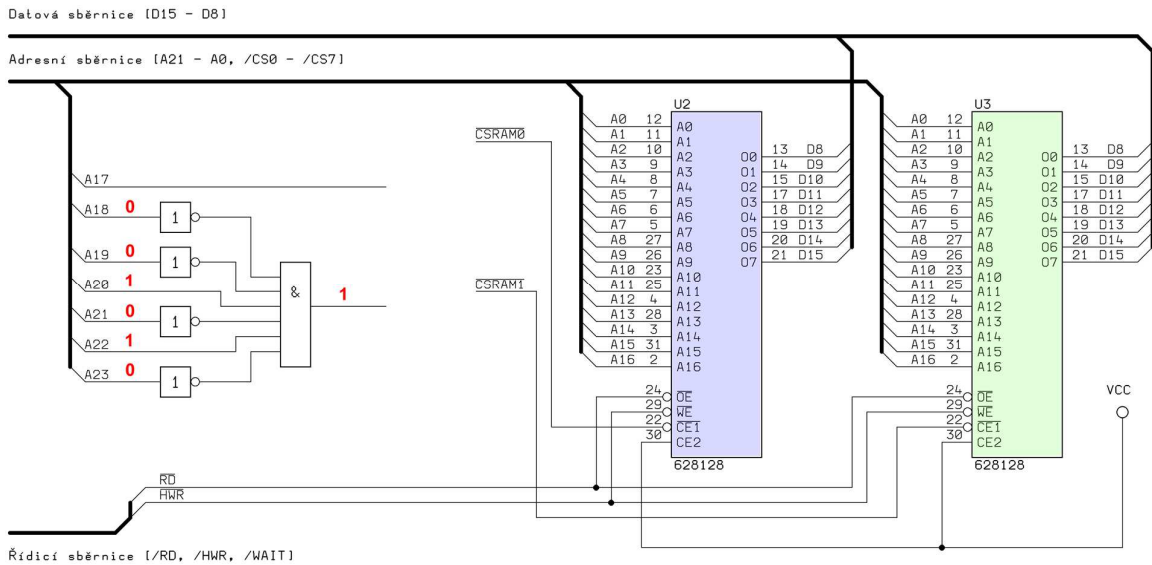 Datová sběrnice [D15 - D8]
Adresní sběrnice [A21 - A0, /CS0 - /CS7]
A17
A18 0
1
A19 0
1
A20 1
A21 0
1
A22 1
A23 0
1
&
1
CSRAM0
CSRAM1
U2
A0 12 A0
A1 11 A1
A2 10 A2 O0 13 D8
A3 9 A3 O1 14 D9
A4 8 A4 O2 15 D10
A5 7 A5 O3 17 D11
A6 6 A6 O4 18 D12
A7 5 A7 O5 19 D13
A8 27 A8 O6 20 D14
A9 26 A9 O7 21 D15
A10 23 A10
A11 25 A11
A12 4 A12
A13 28 A13
A14 3 A14
A15 31 A15
A16 2 A16
24 OE
29 WE
22 CE1
30 CE2
628128
U3
A0 12 A0
A1 11 A1
A2 10 A2 O0 13 D8
A3 9 A3 O1 14 D9
A4 8 A4 O2 15 D10
A5 7 A5 O3 17 D11
A6 6 A6 O4 18 D12
A7 5 A7 O5 19 D13
A8 27 A8 O6 20 D14
A9 26 A9 O7 21 D15
A10 23 A10
A11 25 A11
A12 4 A12
A13 28 A13
A14 3 A14
A15 31 A15
A16 2 A16
24 OE
29 WE
22 CE1
30 CE2
628128
VCC
RD
HWR
Řídicí sběrnice [/RD, /HWR, /WAIT]